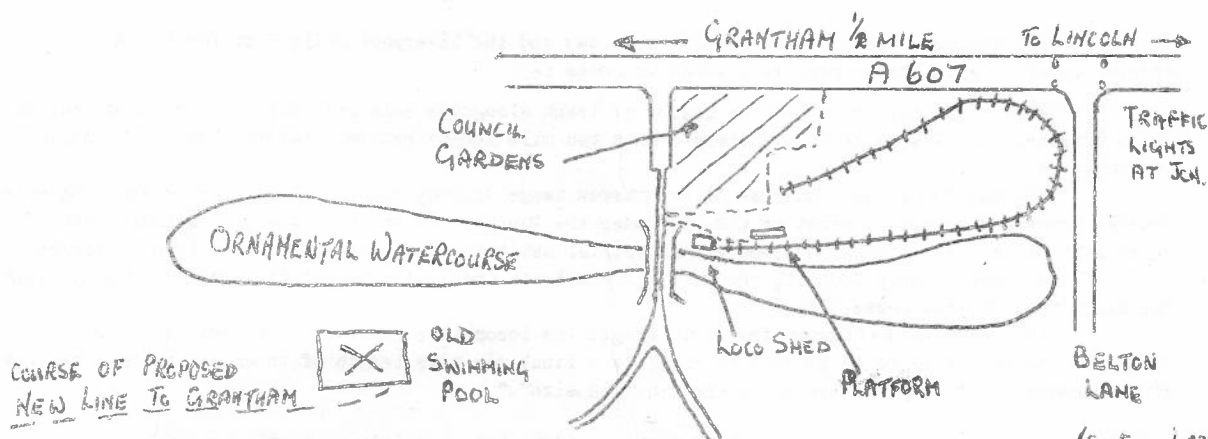 ← GRANTHAM ½ MILE TO LINCOLN →
A 607
COUNCIL
GARDENS
TRAFFIC
LIGHTS
AT JCN.
ORNAMENTAL WATERCOURSE
OLD
SWIMMING
POOL
COURSE OF PROPOSED
NEW LINE TO GRANTHAM
LOCO SHED
PLATFORM
BELTON
LANE